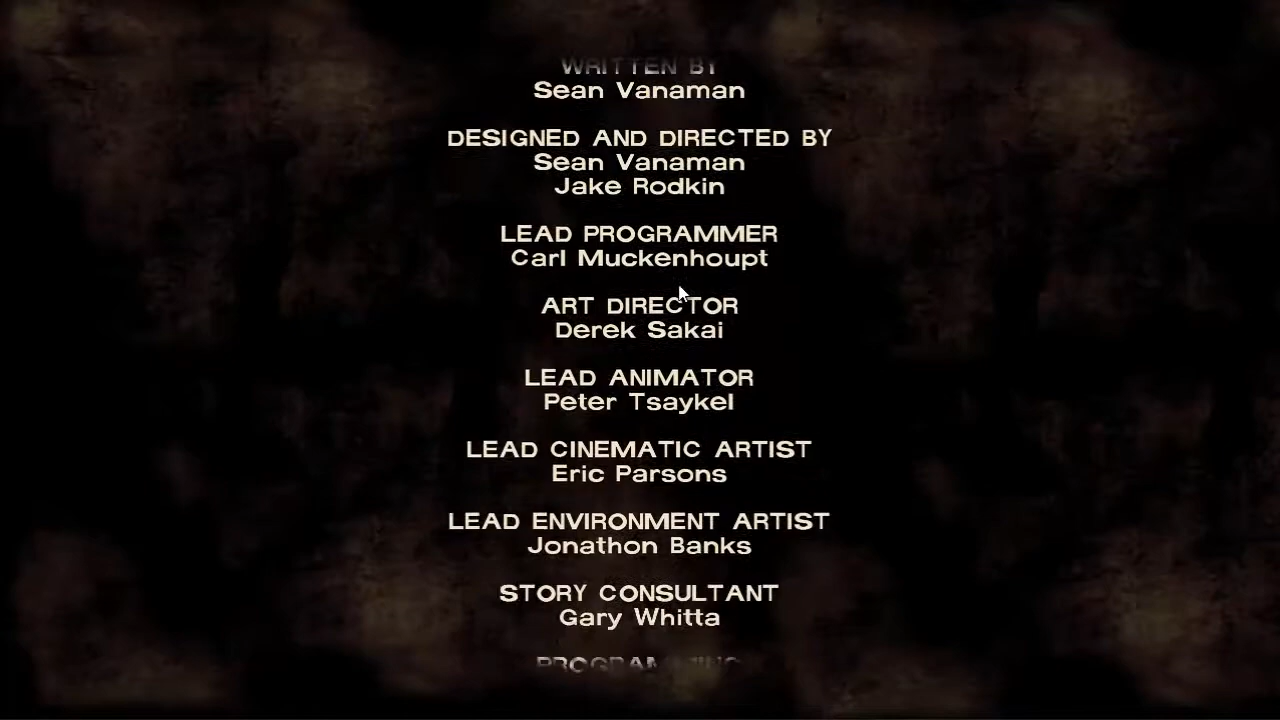 WRITTEN BY
Sean Vanaman
DESIGNED AND DIRECTED BY
Sean Vanaman
Jake Rodkin
LEAD PROGRAMMER
Carl Muckenhoupt
ART DIRECTOR
Derek Sakai
LEAD ANIMATOR
Peter Tsaykel
LEAD CINEMATIC ARTIST
Eric Parsons
LEAD ENVIRONMENT ARTIST
Jonathon Banks
STORY CONSULTANT
Gary Whitta
PROGRAMMING